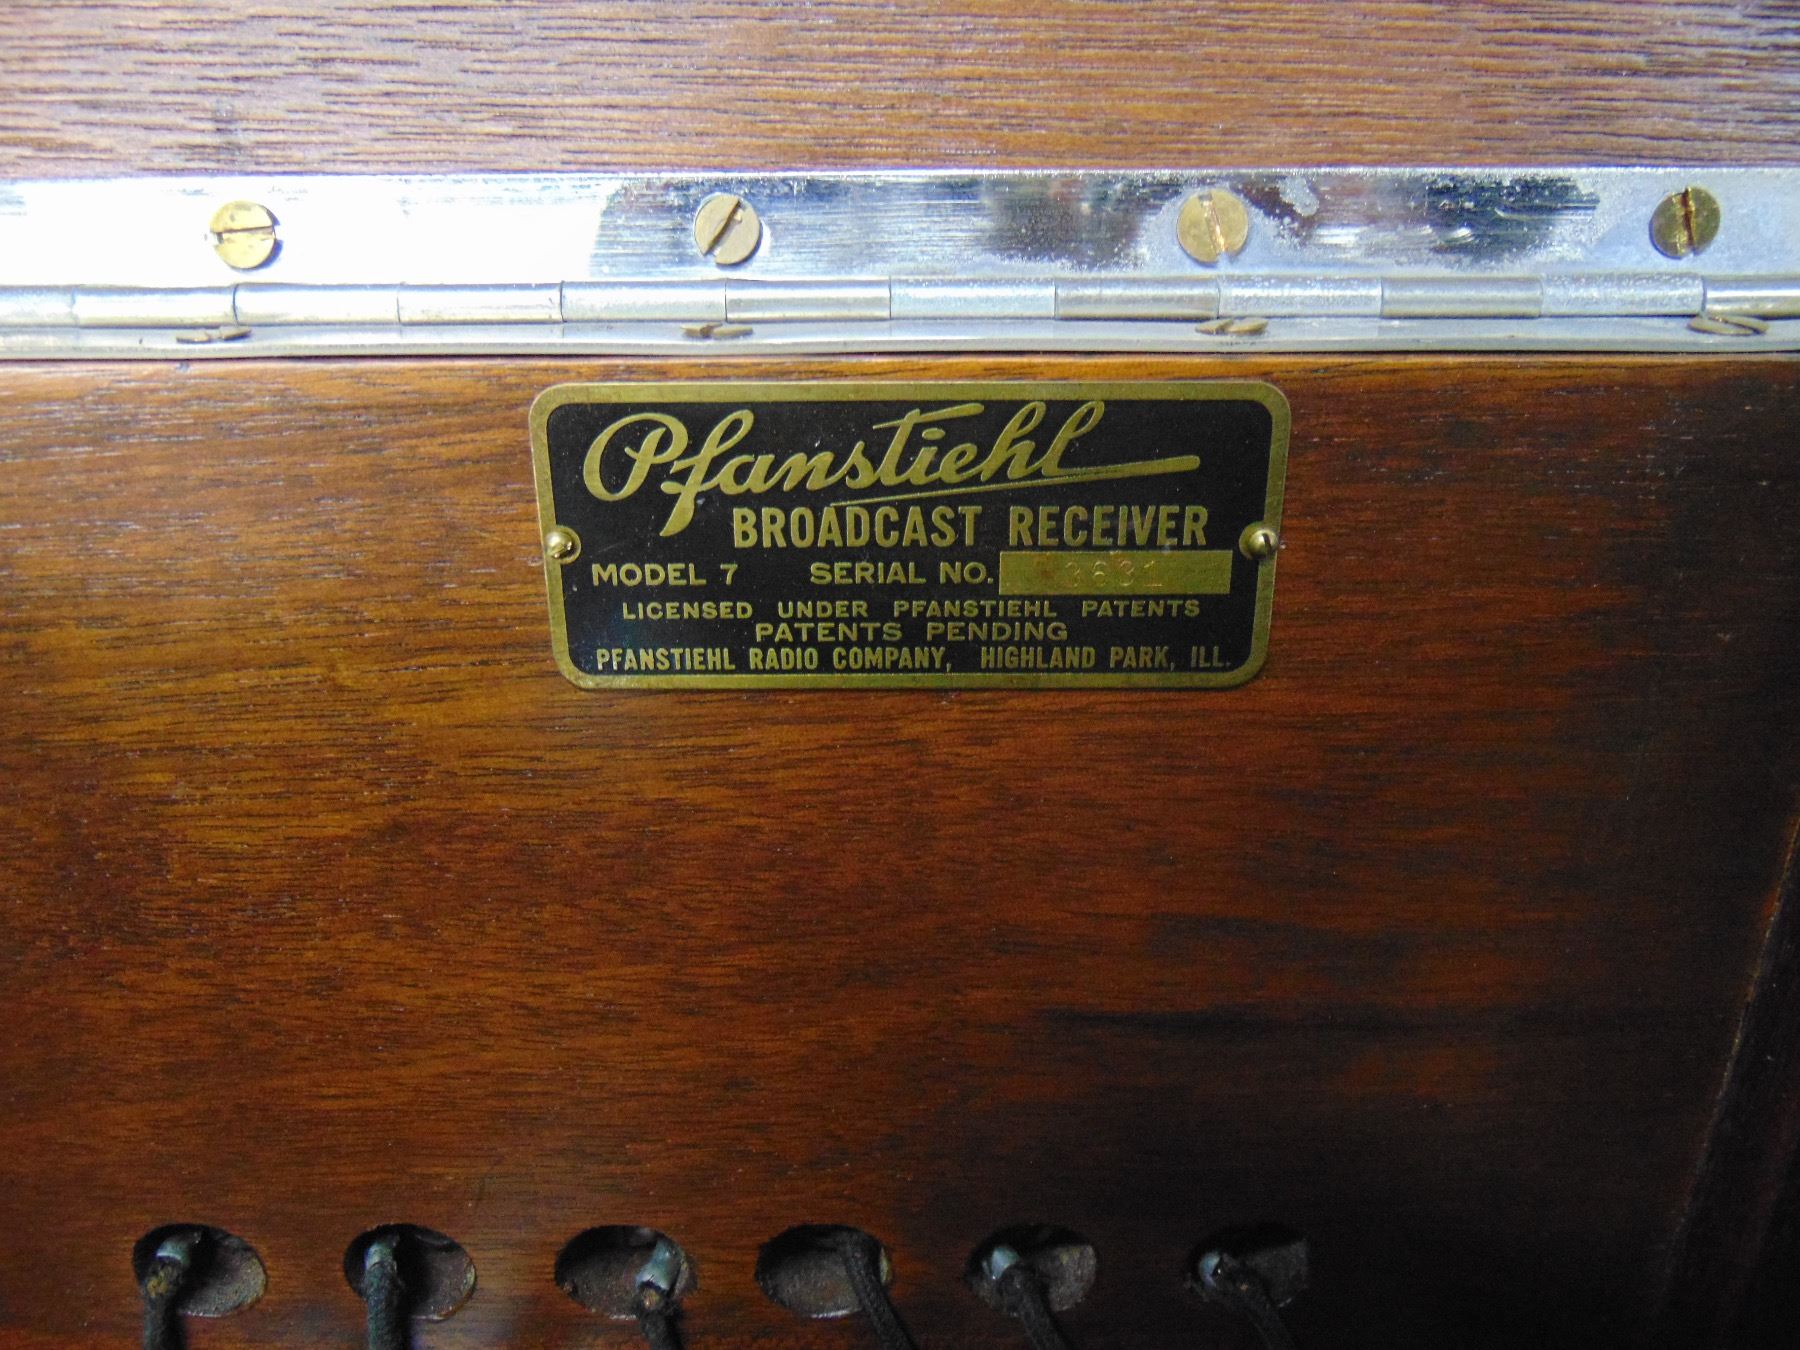 Pfanstiehl
BROADCAST RECEIVER
MODEL 7 SERIAL NO. 3631
LICENSED UNDER PFANSTIEHL PATENTS
PATENTS PENDING
PFANSTIEHL RADIO COMPANY, HIGHLAND PARK, ILL.